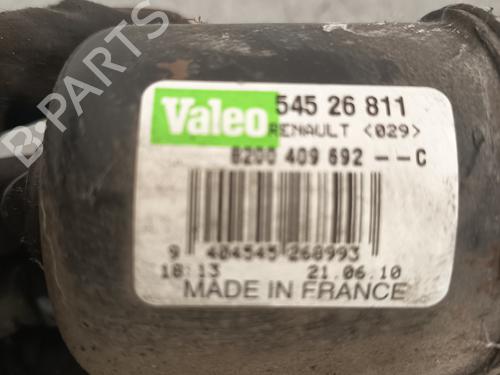 B-PARTS
Valeo 545 26 811
RENAULT <029>
8200 409 692 --C
9 404545 268993
18:13 21.06.10
MADE IN FRANCE